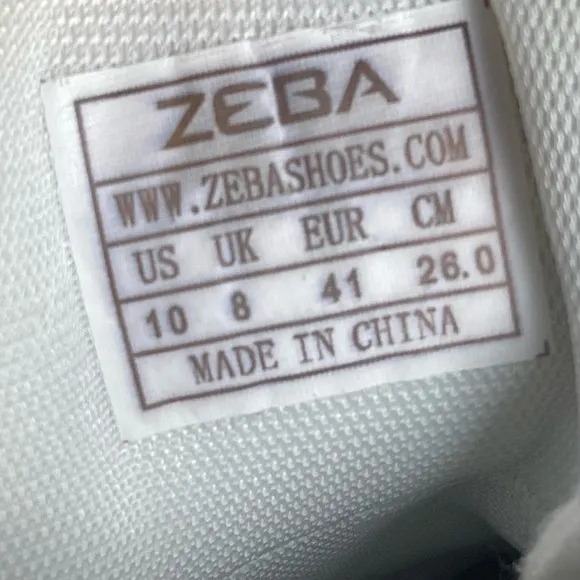 ZEBA
WWW.ZEBASHOES.COM
US UK EUR CM
10 8 41 26.0
MADE IN CHINA